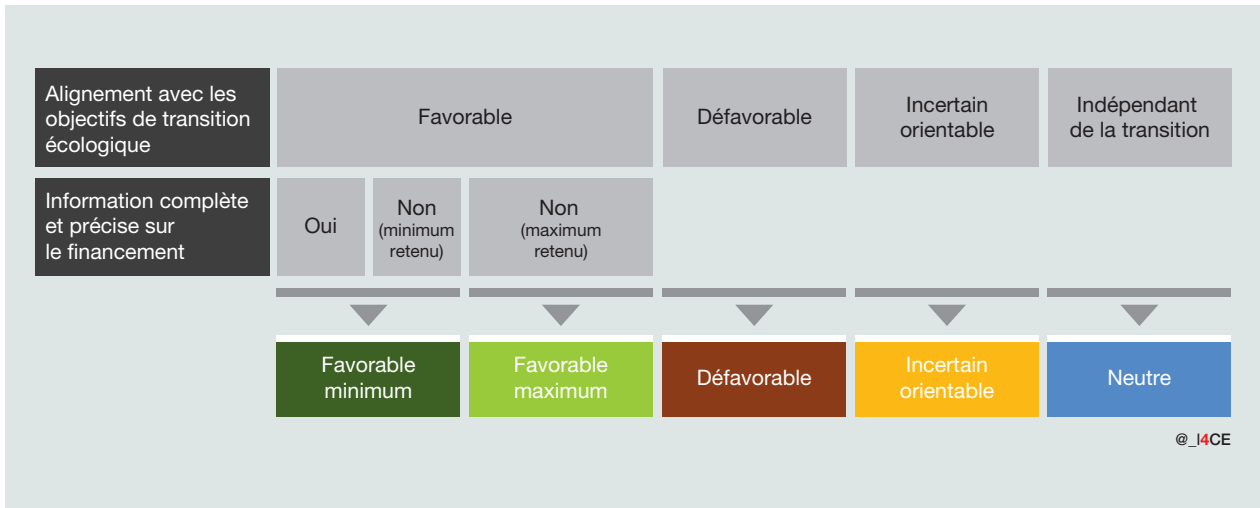 Alignement avec les
objectifs de transition
écologique
Favorable
Défavorable
Incertain
orientable
Indépendant
de la transition
Information complète
et précise sur
le financement
Oui
Non
(minimum
retenu)
Non
(maximum
retenu)
Favorable
minimum
Favorable
maximum
Défavorable
Incertain
orientable
Neutre
@_I4CE